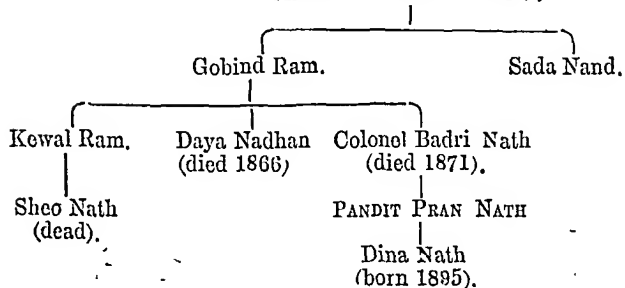 Gobind Ram. Sada Nand.
Kewal Ram. Daya Nadhan Colonel Badri Nath
(died 1866) (died 1871).
Sheo Nath PANDIT PRAN NATH
(dead).
Dina Nath
(born 1895).